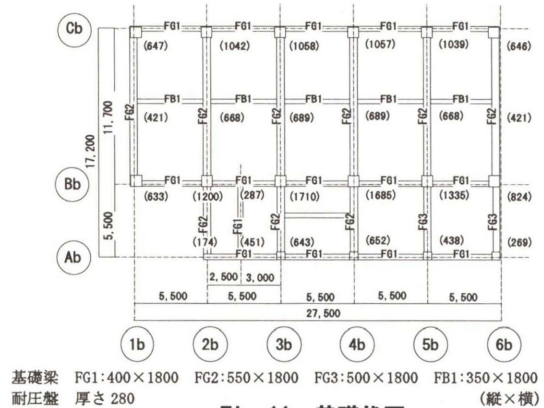 Cb
FG1 FG1 FG1 FG1 FG1
(647) (1042) (1058) (1057) (1039) (646)
FG2 FG2 FG2 FG2 FG2 FG2
FB1 FB1 FB1 FB1 FB1
(421) (668) (689) (689) (668) (421)
11,700
17,200
Bb
FG1 FG1 FG1 FG1 FG1
(633) (1200) (287) (1710) (1685) (1335) (824)
5,500
FG2 FG1 FG2 FG2 FG3 FG3
(174) (451) (643) (652) (438) (269)
Ab
FG1 FG1 FG1 FG1
2,500 3,000
5,500 5,500 5,500 5,500 5,500
27,500
1b 2b 3b 4b 5b 6b
基礎梁 FG1:400×1800 FG2:550×1800 FG3:500×1800 FB1:350×1800
耐圧盤 厚さ280 (縦×横)